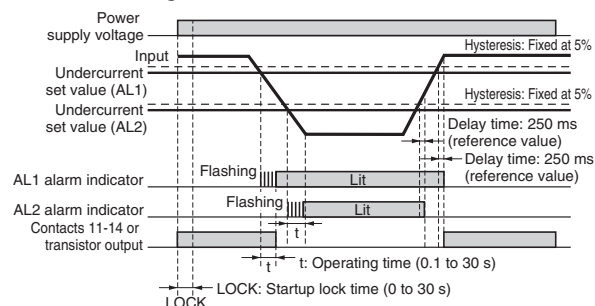 Power
supply voltage
Input
Hysteresis: Fixed at 5%
Undercurrent
set value (AL1)
Hysteresis: Fixed at 5%
Undercurrent
set value (AL2)
Delay time: 250 ms
(reference value)
Delay time: 250 ms
(reference value)
Flashing
AL1 alarm indicator
Lit
Flashing
AL2 alarm indicator
Lit
t
Contacts 11-14 or
transistor output
t
t: Operating time (0.1 to 30 s)
LOCK: Startup lock time (0 to 30 s)
LOCK